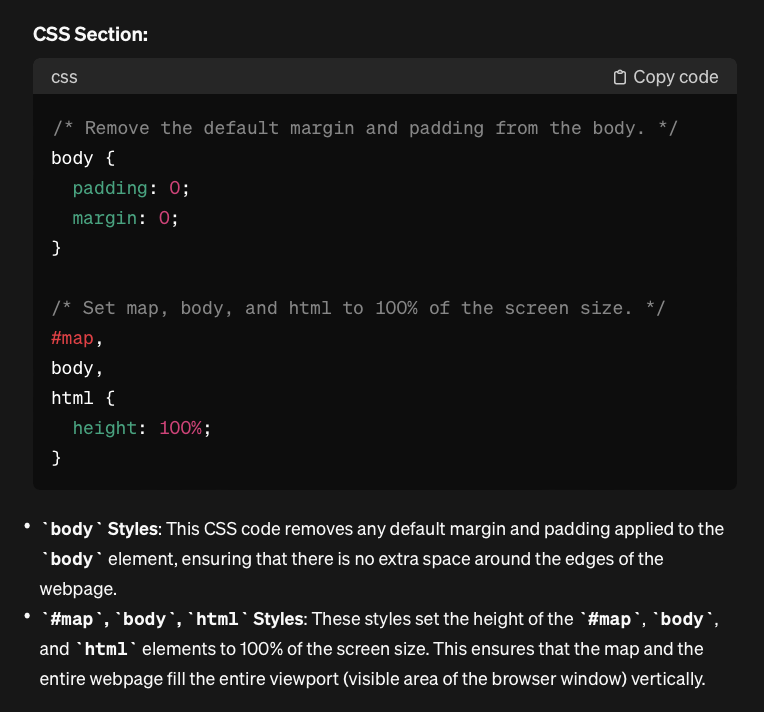 CSS Section:
css
Copy code
/* Remove the default margin and padding from the body. */
body {
  padding: 0;
  margin: 0;
}
/* Set map, body, and html to 100% of the screen size. */
#map,
body,
html {
  height: 100%;
}
• `body` Styles: This CSS code removes any default margin and padding applied to the
`body` element, ensuring that there is no extra space around the edges of the
webpage.
• `#map`, `body`, `html` Styles: These styles set the height of the `#map`, `body`,
and `html` elements to 100% of the screen size. This ensures that the map and the
entire webpage fill the entire viewport (visible area of the browser window) vertically.